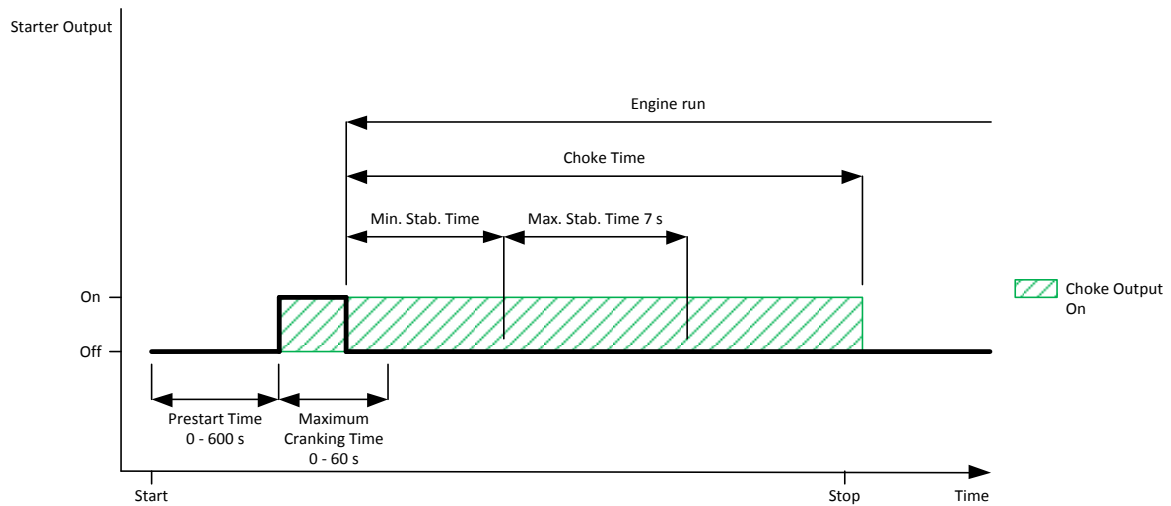 Starter Output
Engine run
Choke Time
Min. Stab. Time
Max. Stab. Time 7 s
On
Choke Output
On
Off
Prestart Time
0 - 600 s
Maximum
Cranking Time
0 - 60 s
Start
Stop
Time